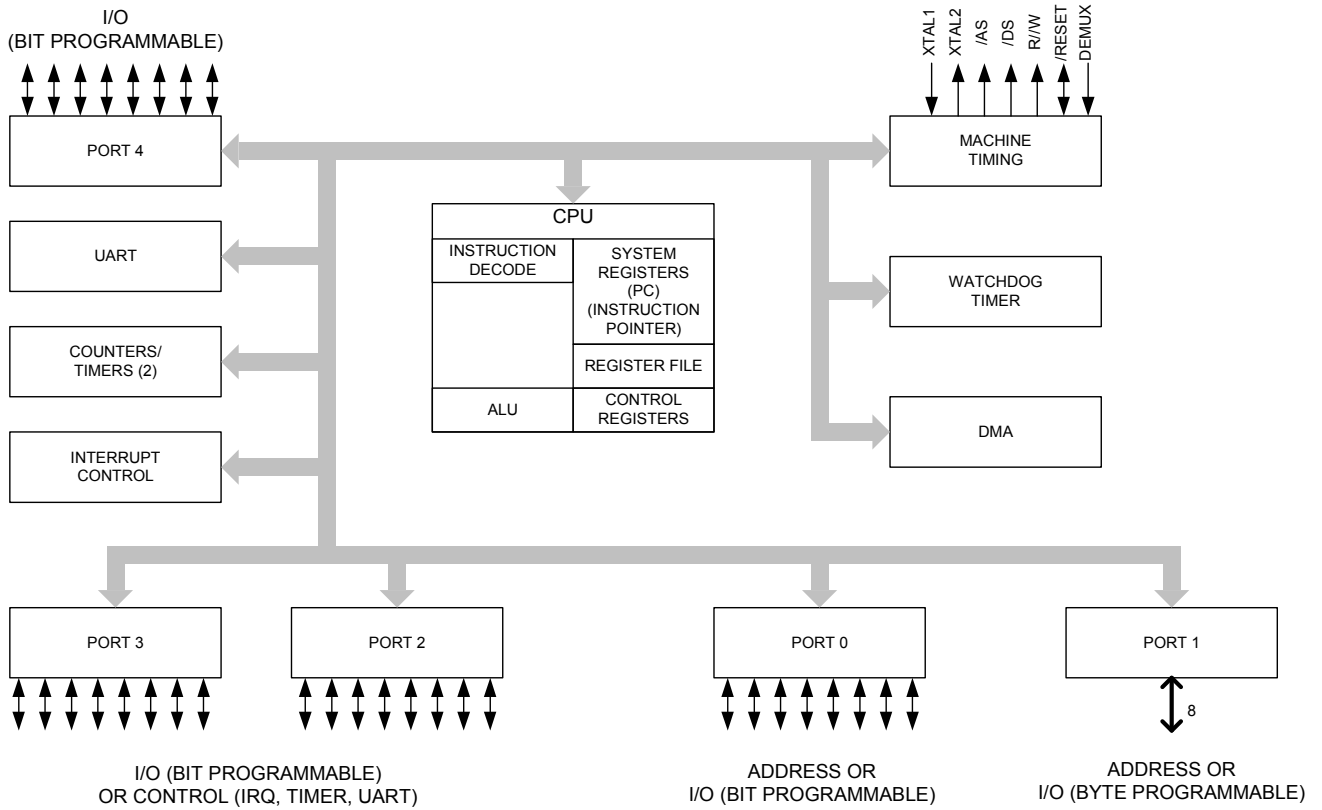 I/O
(BIT PROGRAMMABLE)
XTAL1
XTAL2
/AS
/DS
R//W
/RESET
DEMUX
PORT 4
MACHINE
TIMING
CPU
INSTRUCTION
DECODE
SYSTEM
REGISTERS
(PC)
(INSTRUCTION
POINTER)
REGISTER FILE
ALU
CONTROL
REGISTERS
UART
WATCHDOG
TIMER
COUNTERS/
TIMERS (2)
DMA
INTERRUPT
CONTROL
PORT 3
PORT 2
PORT 0
PORT 1
8
I/O (BIT PROGRAMMABLE)
OR CONTROL (IRQ, TIMER, UART)
ADDRESS OR
I/O (BIT PROGRAMMABLE)
ADDRESS OR
I/O (BYTE PROGRAMMABLE)